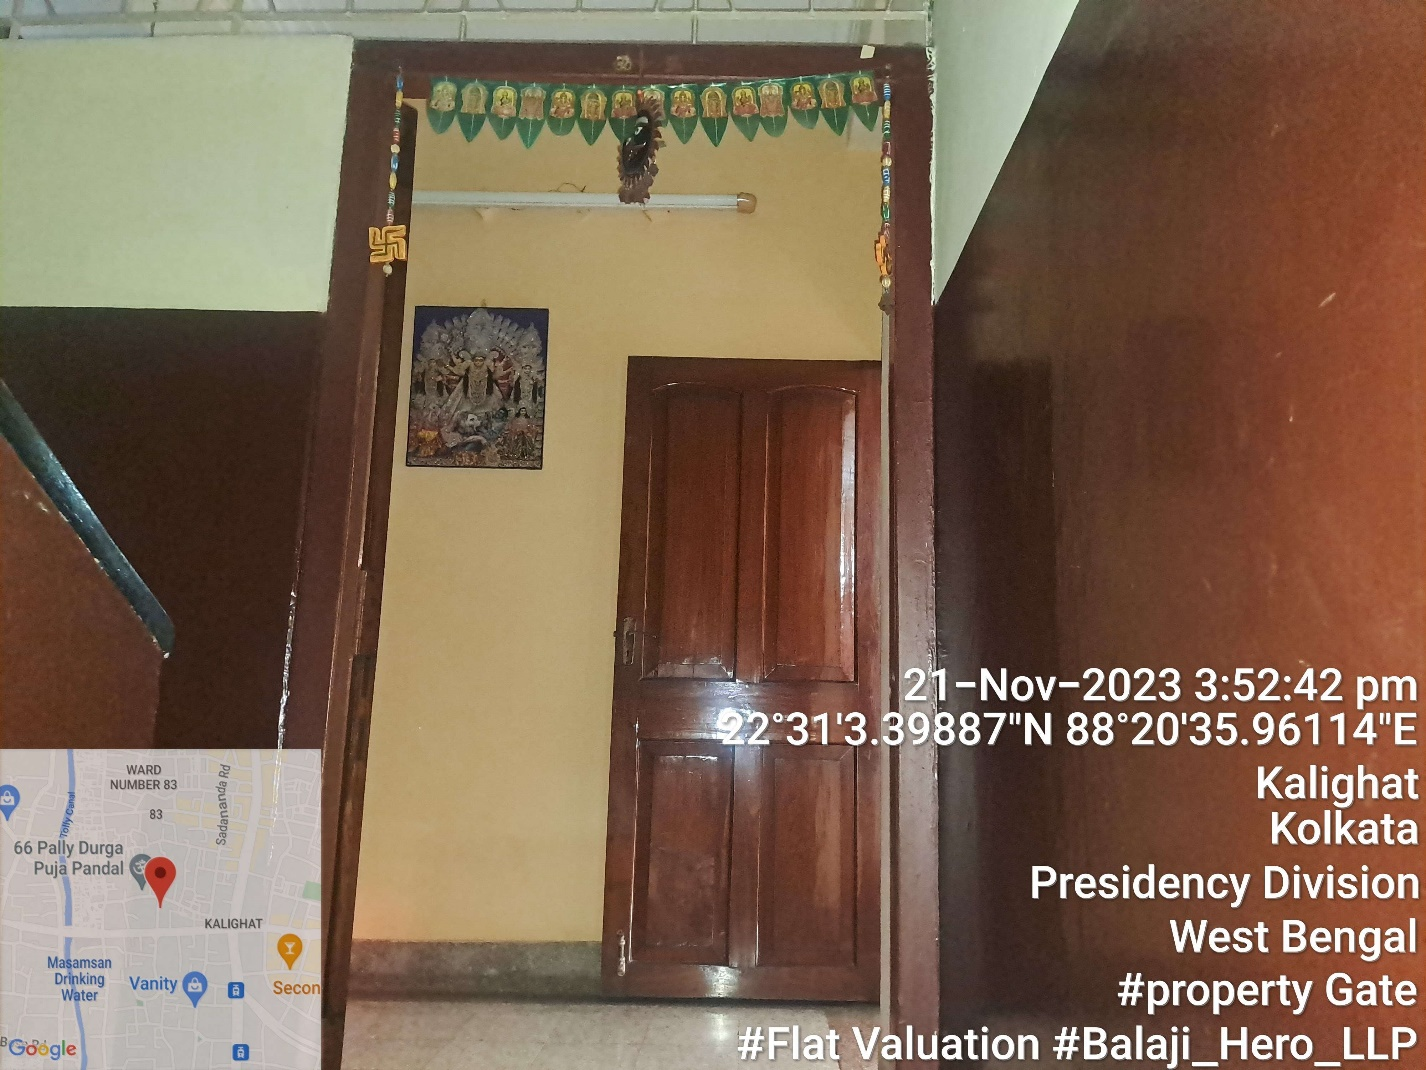 21-Nov-2023 3:52:42 pm
22°31'3.39887"N 88°20'35.96114"E
Kalighat
Kolkata
Presidency Division
West Bengal
#property Gate
#Flat Valuation #Balaji_Hero_LLP
WARD
NUMBER 83
83
Sadananda Rd
Tolly Canal
66 Pally Durga
Puja Pandal
KALIGHAT
Masamsan
Drinking
Water
Vanity
Secon
Google